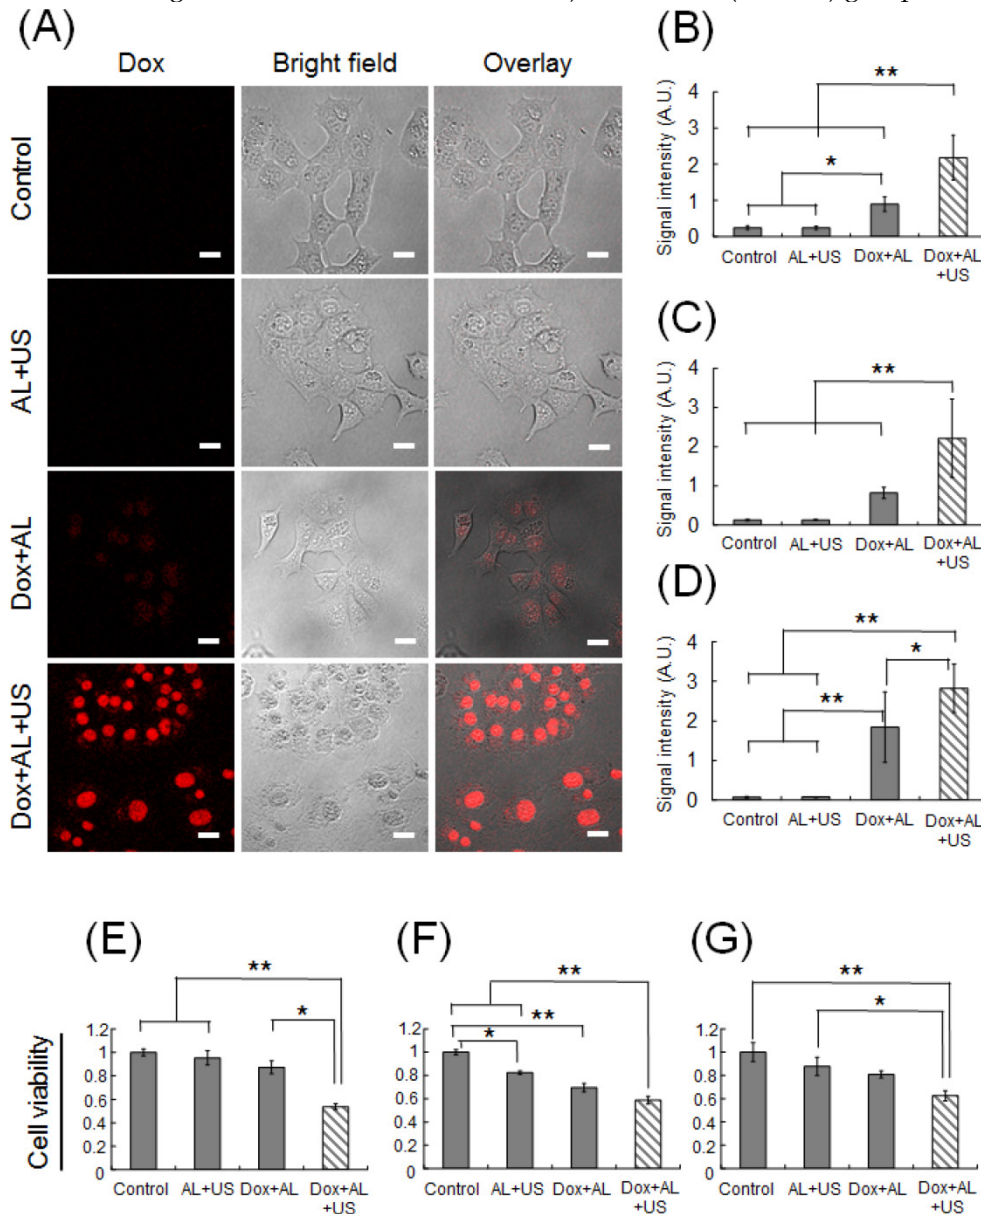 (A)
Dox Bright field Overlay
Control
AL+US
Dox+AL
Dox+AL+US
(B)
Signal intensity (A.U.)
4
3
2
1
0
**
*
Control AL+US Dox+AL Dox+AL
+US
(C)
Signal intensity (A.U.)
4
3
2
1
0
**
Control AL+US Dox+AL Dox+AL
+US
(D)
Signal intensity (A.U.)
4
3
2
1
0
**
*
**
Control AL+US Dox+AL Dox+AL
+US
Cell viability
(E)
**
*
1.2
1
0.8
0.6
0.4
0.2
0
Control AL+US Dox+AL Dox+AL
+US
(F)
**
**
*
1.2
1
0.8
0.6
0.4
0.2
0
Control AL+US Dox+AL Dox+AL
+US
(G)
**
*
1.2
1
0.8
0.6
0.4
0.2
0
Control AL+US Dox+AL Dox+AL
+US